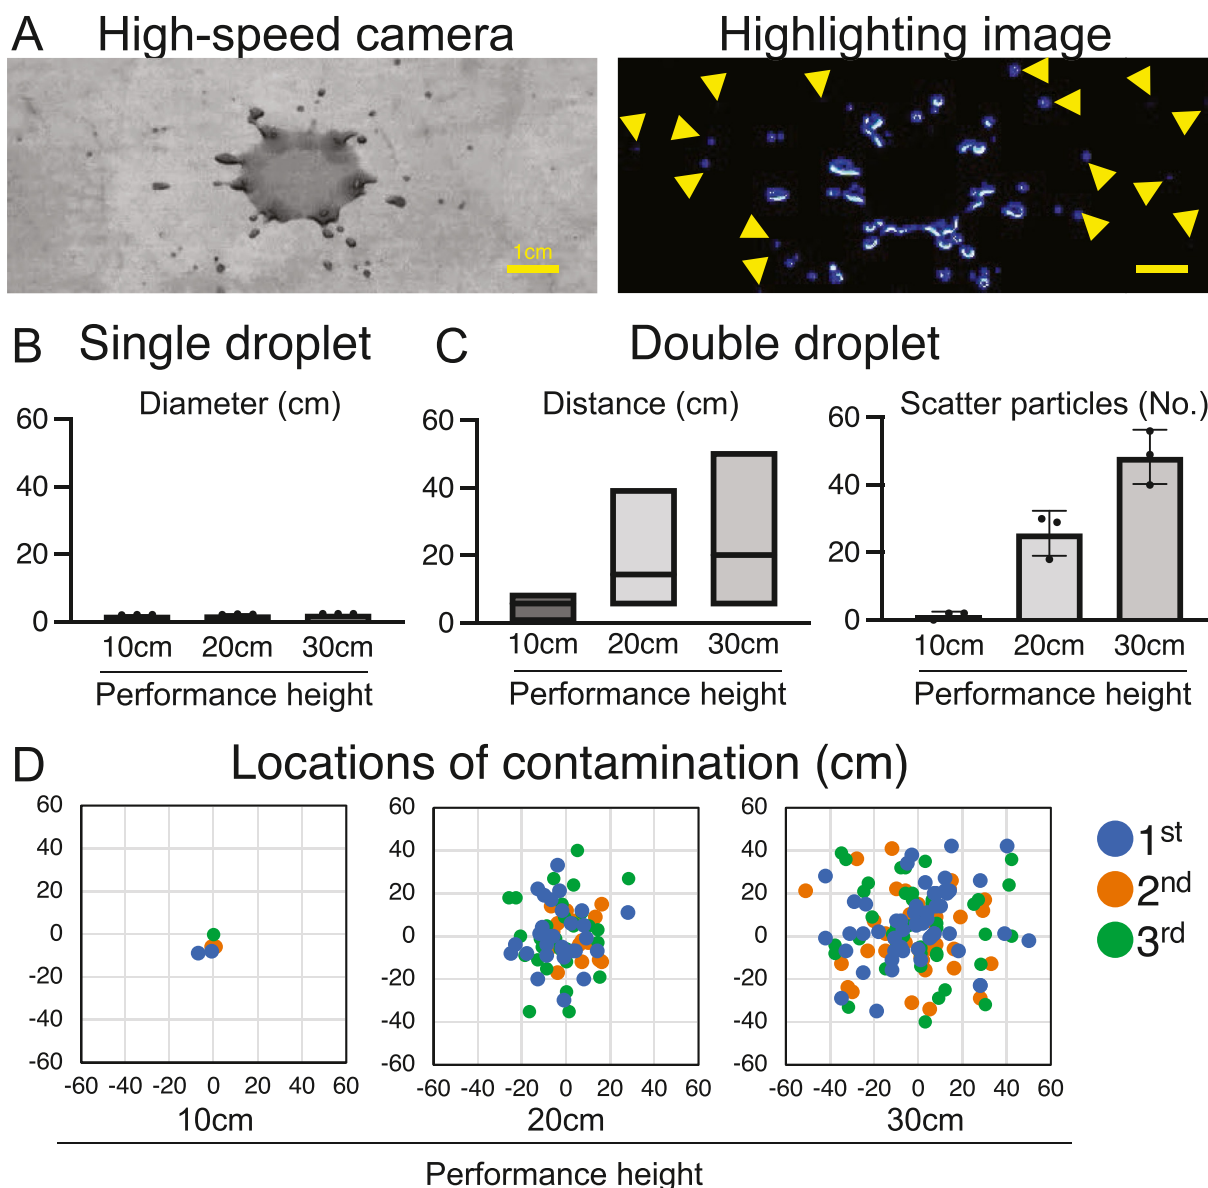 A High-speed camera
Highlighting image
1cm
B Single droplet
C Double droplet
Diameter (cm)
60
40
20
0
10cm 20cm 30cm
Performance height
Distance (cm)
60
40
20
0
10cm 20cm 30cm
Performance height
Scatter particles (No.)
60
40
20
0
10cm 20cm 30cm
Performance height
D Locations of contamination (cm)
60
40
20
0
-20
-40
-60
-60 -40 -20 0 20 40 60
10cm
60
40
20
0
-20
-40
-60
-60 -40 -20 0 20 40 60
20cm
60
40
20
0
-20
-40
-60
-60 -40 -20 0 20 40 60
30cm
1st
2nd
3rd
Performance height